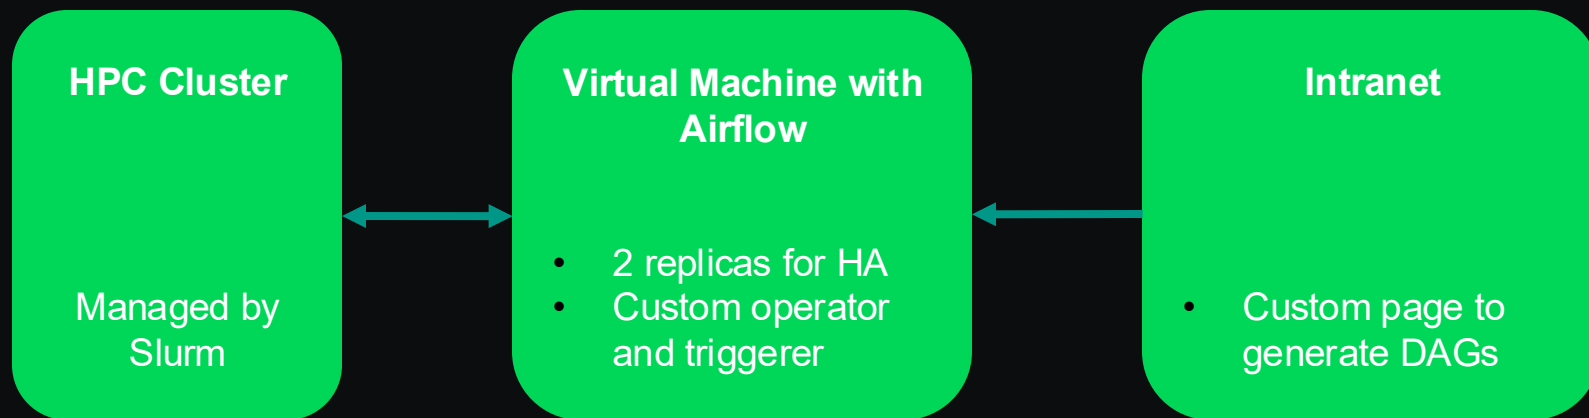 HPC Cluster
Managed by
Slurm
Virtual Machine with
Airflow
• 2 replicas for HA
• Custom operator
and triggerer
Intranet
• Custom page to
generate DAGs